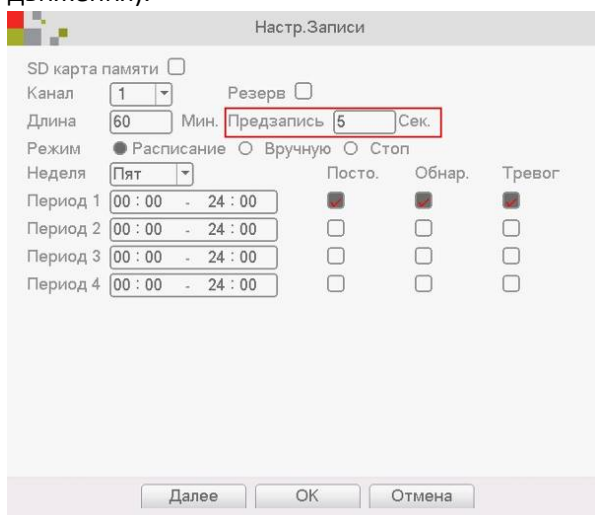 движению).
Настр.Записи
SD карта памяти
Канал 1 Резерв
Длина 60 Мин. Предзапись 5 Сек.
Режим Расписание Вручную Стоп
Неделя Пят Посто. Обнар. Тревог
Период 1 00 : 00 - 24 : 00
Период 2 00 : 00 - 24 : 00
Период 3 00 : 00 - 24 : 00
Период 4 00 : 00 - 24 : 00
Далее OK Отмена